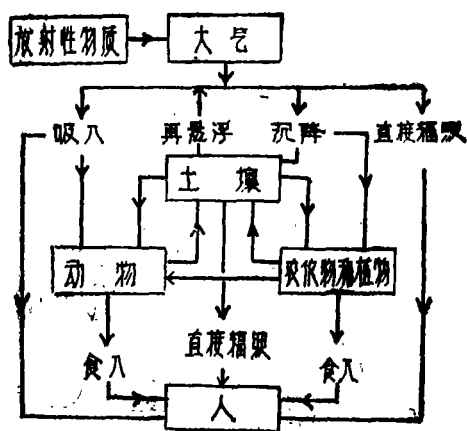 放射性物质 大气
吸入 再悬浮 沉降 直接辐照
土壤
动物 农作物和植物
直接辐照
食入 食入
人